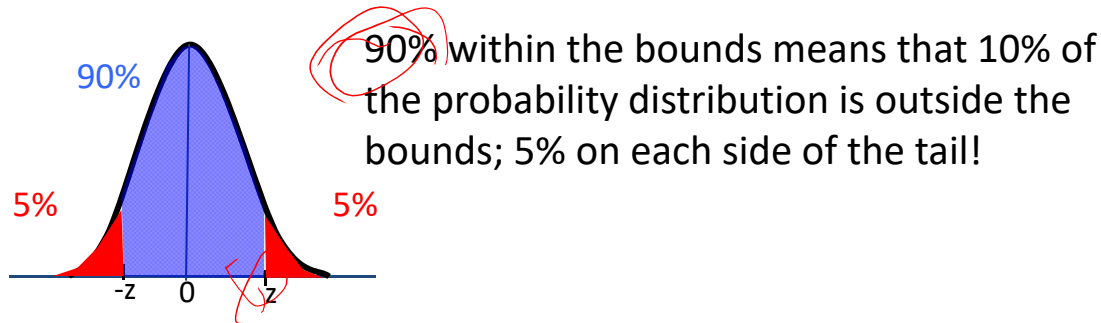 90% within the bounds means that 10% of
90%
the probability distribution is outside the
bounds; 5% on each side of the tail!
5%
5%
-z
0
z